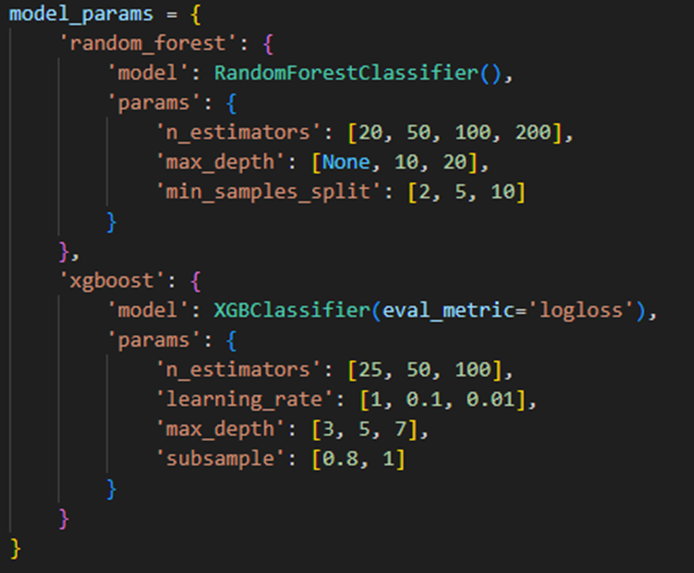 model_params = {
    'random_forest': {
        'model': RandomForestClassifier(),
        'params': {
            'n_estimators': [20, 50, 100, 200],
            'max_depth': [None, 10, 20],
            'min_samples_split': [2, 5, 10]
        }
    },
    'xgboost': {
        'model': XGBClassifier(eval_metric='logloss'),
        'params': {
            'n_estimators': [25, 50, 100],
            'learning_rate': [1, 0.1, 0.01],
            'max_depth': [3, 5, 7],
            'subsample': [0.8, 1]
        }
    }
}